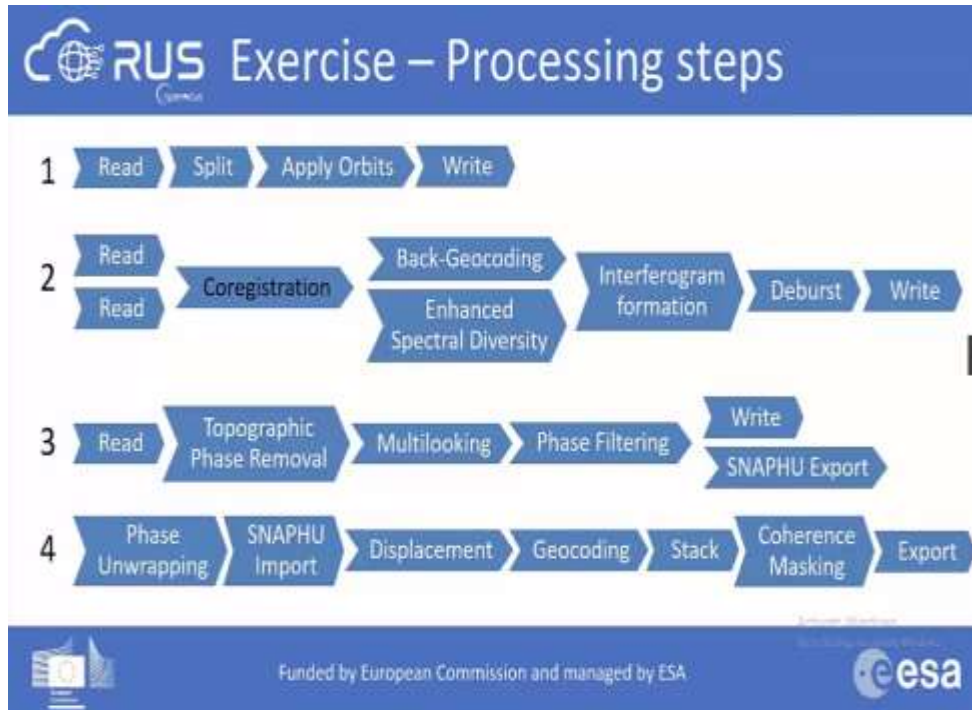 RUS Exercise – Processing steps
Copernicus
1 Read Split Apply Orbits Write
2 Read
Read
Coregistration
Back-Geocoding
Enhanced
Spectral Diversity
Interferogram
formation
Deburst Write
3 Read
Topographic
Phase Removal
Multilooking Phase Filtering
Write
SNAPHU Export
4 Phase
Unwrapping
SNAPHU
Import
Displacement Geocoding Stack
Coherence
Masking
Export
Funded by European Commission and managed by ESA
esa